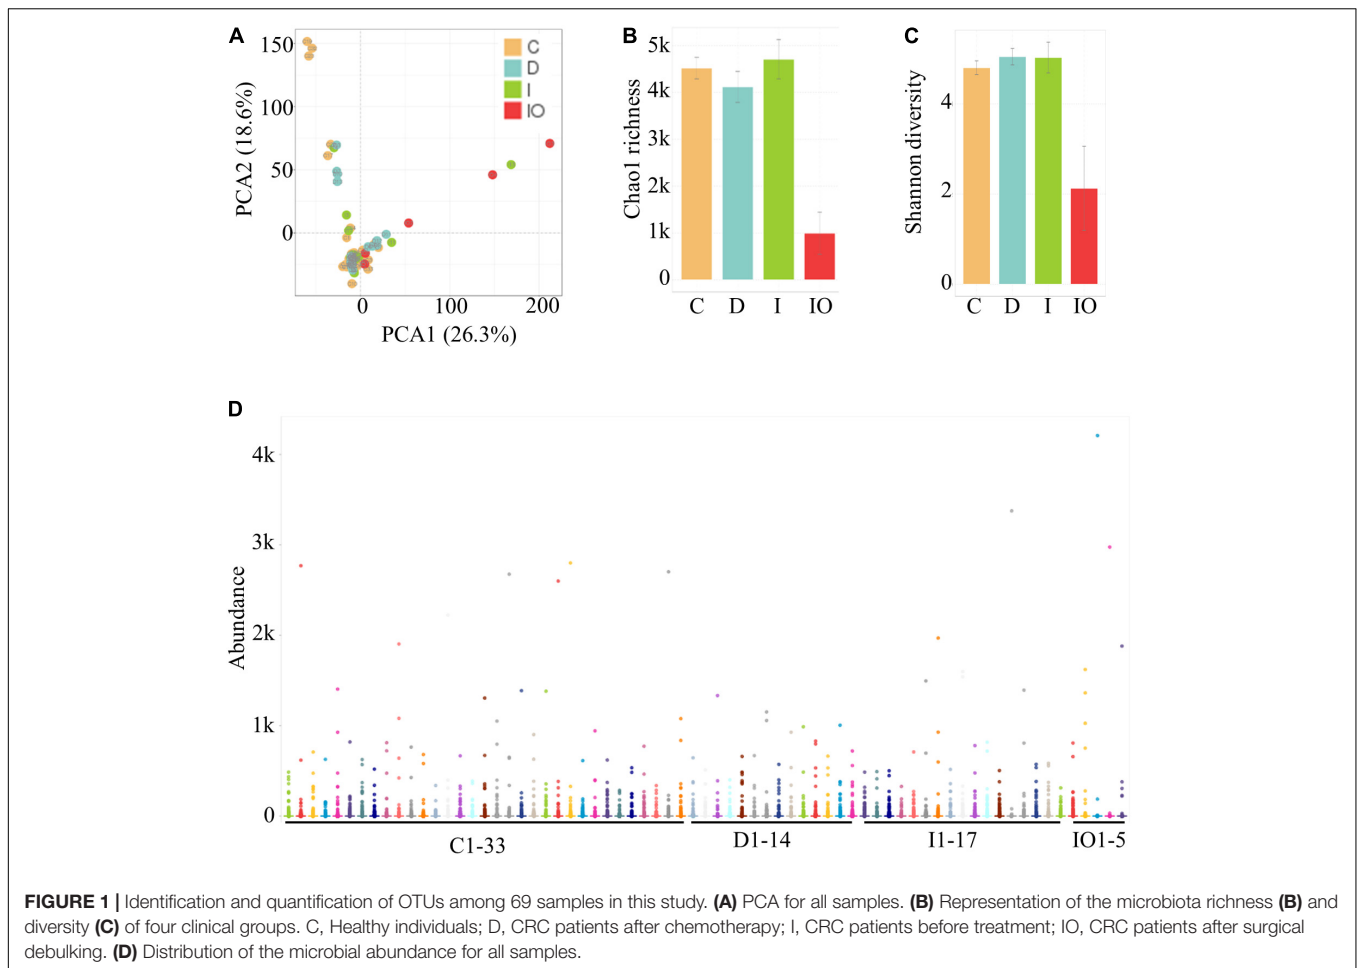 A
150
100
50
0
PCA2 (18.6%)
C
D
I
IO
0 100 200
PCA1 (26.3%)
B
5k
4k
3k
2k
1k
0
Chao1 richness
C D I IO
C
4
2
0
Shannon diversity
C D I IO
D
4k
3k
2k
1k
0
Abundance
C1-33 D1-14 I1-17 IO1-5
FIGURE 1 | Identification and quantification of OTUs among 69 samples in this study. (A) PCA for all samples. (B) Representation of the microbiota richness (B) and
diversity (C) of four clinical groups. C, Healthy individuals; D, CRC patients after chemotherapy; I, CRC patients before treatment; IO, CRC patients after surgical
debulking. (D) Distribution of the microbial abundance for all samples.